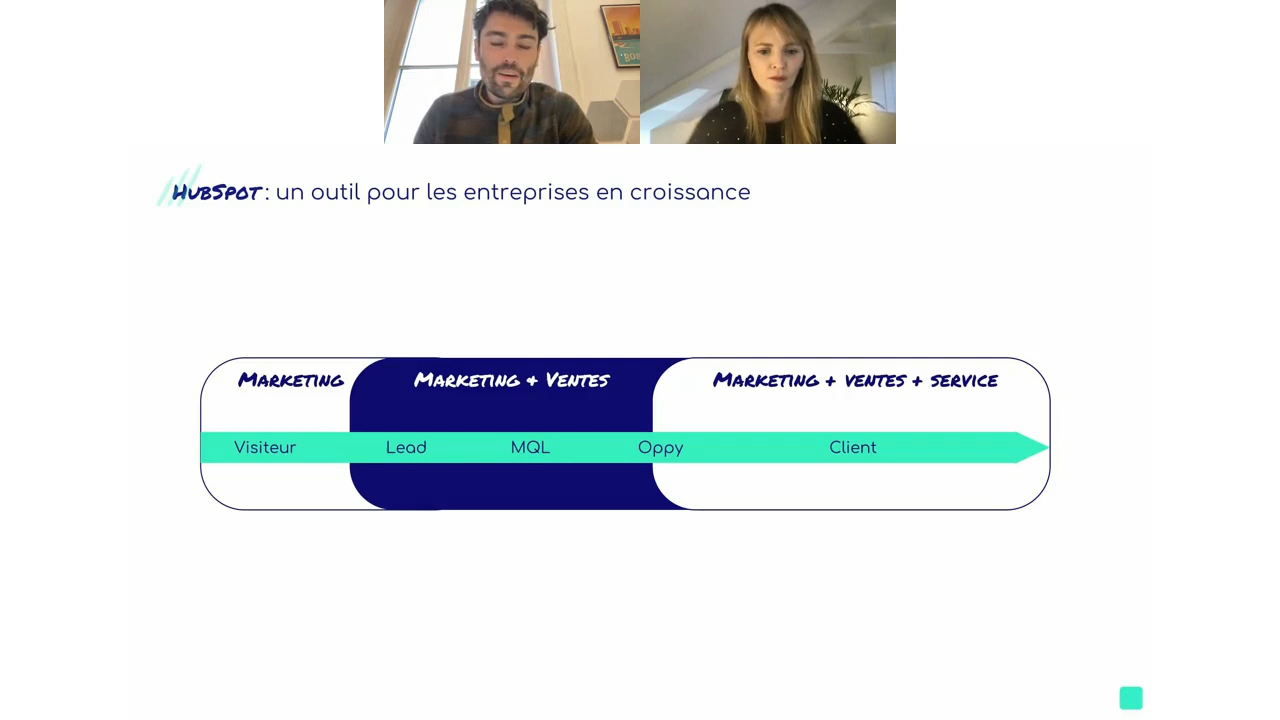 HubSpot : un outil pour les entreprises en croissance
Marketing
Marketing & Ventes
Marketing + ventes + service
Visiteur
Lead
MQL
Oppy
Client